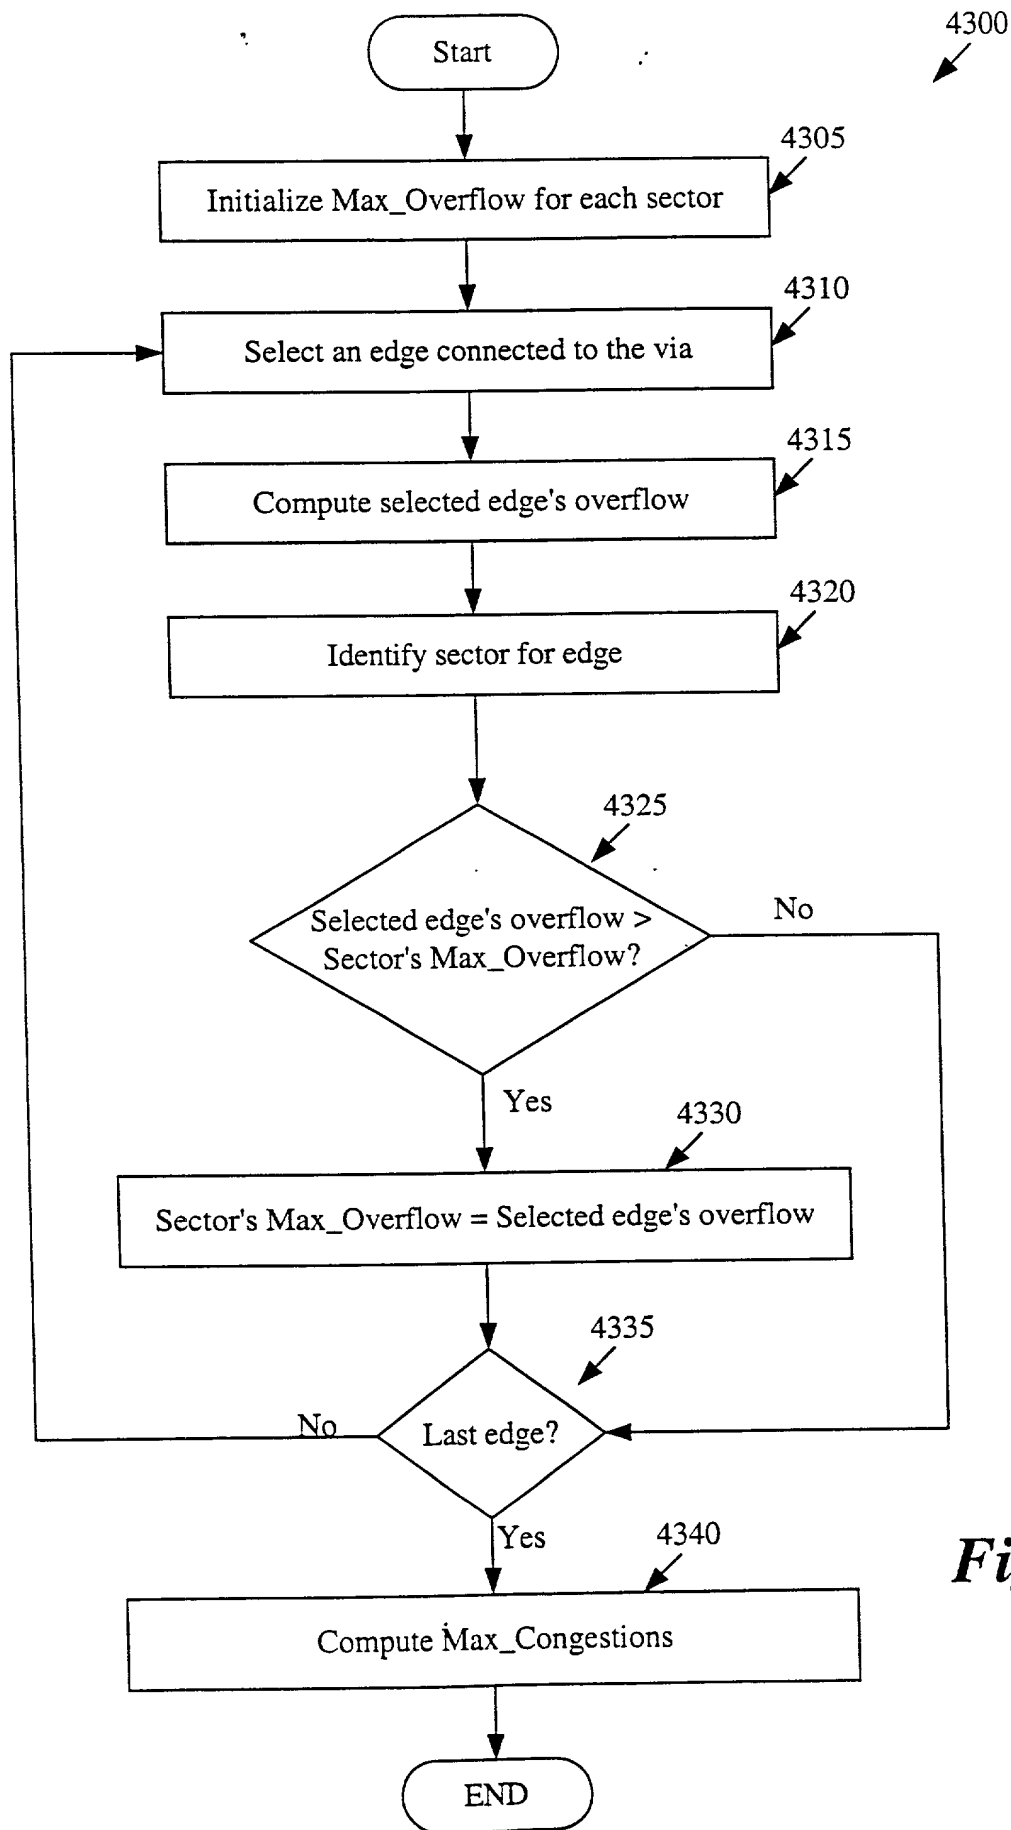 4300
Start
4305
Initialize Max_Overflow for each sector
4310
Select an edge connected to the via
4315
Compute selected edge's overflow
4320
Identify sector for edge
4325
Selected edge's overflow >
Sector's Max_Overflow?
No
Yes
4330
Sector's Max_Overflow = Selected edge's overflow
4335
Last edge?
No
Yes
4340
Compute Max_Congestions
END